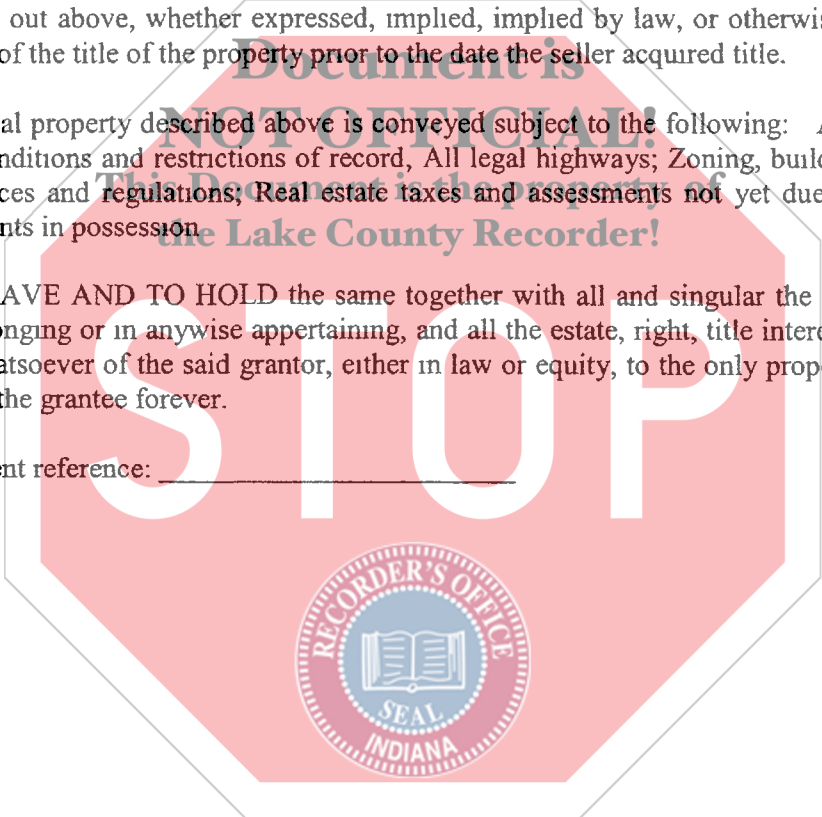 out above, whether expressed, implied, implied by law, or otherwis
of the title of the property prior to the date the seller acquired title.
Document is
al property described above is conveyed subject to the following:
NOT OFFICIAL!
nditions and restrictions of record, All legal highways; Zoning, build
This Document is the property of
ces and regulations; Real estate taxes and assessments not yet due
the Lake County Recorder!
nts in possession
AVE AND TO HOLD the same together with all and singular the
onging or in anywise appertaining, and all the estate, right, title intere
atsoever of the said grantor, either in law or equity, to the only prop
the grantee forever.
STOP
nt reference: ____________________
RECORDER'S OFFICE
SEAL
INDIANA